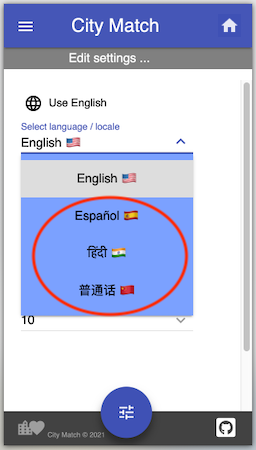 City Match
Edit settings ...
Use English
Select language / locale
English 🇺🇸
English 🇺🇸
Español 🇪🇸
हिंदी 🇮🇳
普通话 🇨🇳
10
City Match © 2021